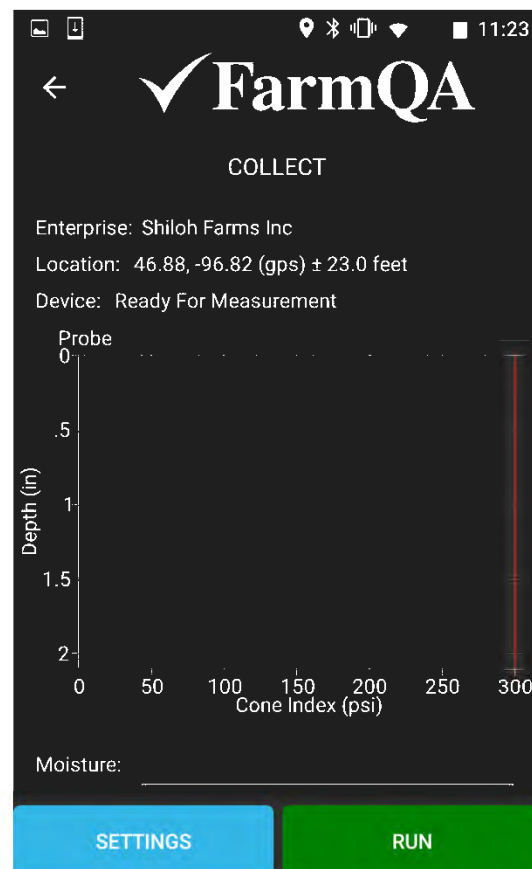 11:23
FarmQA
COLLECT
Enterprise: Shiloh Farms Inc
Location: 46.88, -96.82 (gps) ± 23.0 feet
Device: Ready For Measurement
Probe
0
.5
1
1.5
2
Depth (in)
0 50 100 150 200 250 300
Cone Index (psi)
Moisture:
SETTINGS RUN